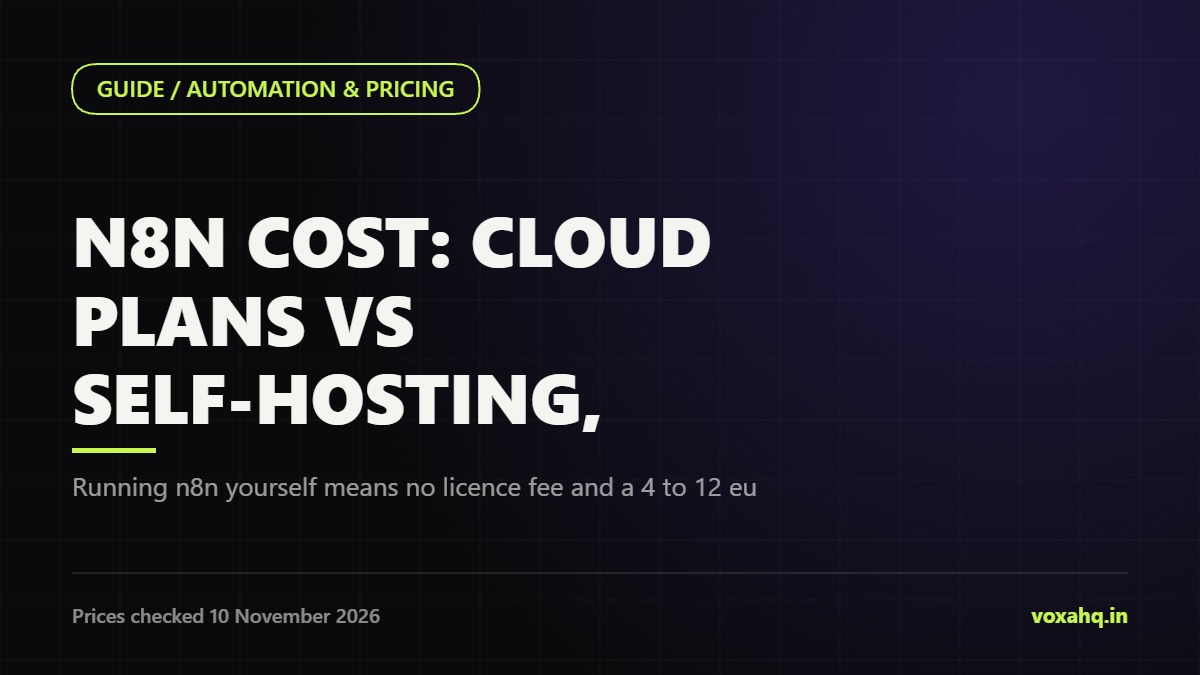 GUIDE / AUTOMATION & PRICING
N8N COST: CLOUD
PLANS VS
SELF-HOSTING,
Running n8n yourself means no licence fee and a 4 to 12 eu
Prices checked 10 November 2026
voxahq.in